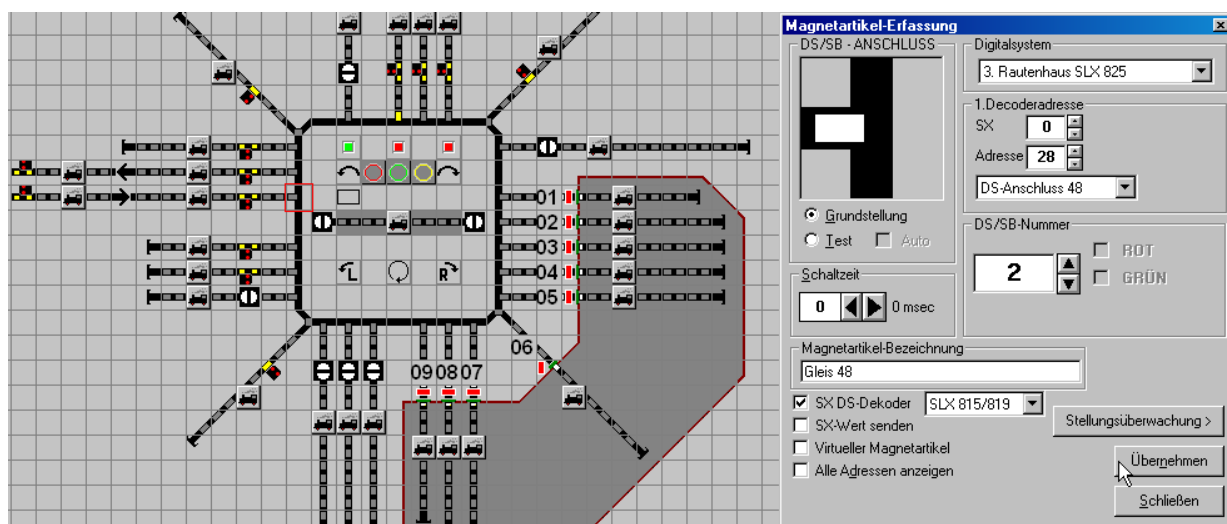 01
02
03
04
05
06
L
R
09 08 07
Magnetartikel-Erfassung
DS/SB - ANSCHLUSS
Grundstellung
Test
Auto
Schaltzeit
0
0 msec
Digitalsystem
3. Rautenhaus SLX 825
1.Decoderadresse
SX
0
Adresse
28
DS-Anschluss 48
DS/SB-Nummer
2
ROT
GRÜN
Magnetartikel-Bezeichnung
Gleis 48
SX DS-Dekoder
SLX 815/819
SX-Wert senden
Virtueller Magnetartikel
Alle Adressen anzeigen
Stellungsüberwachung >
Übernehmen
Schließen